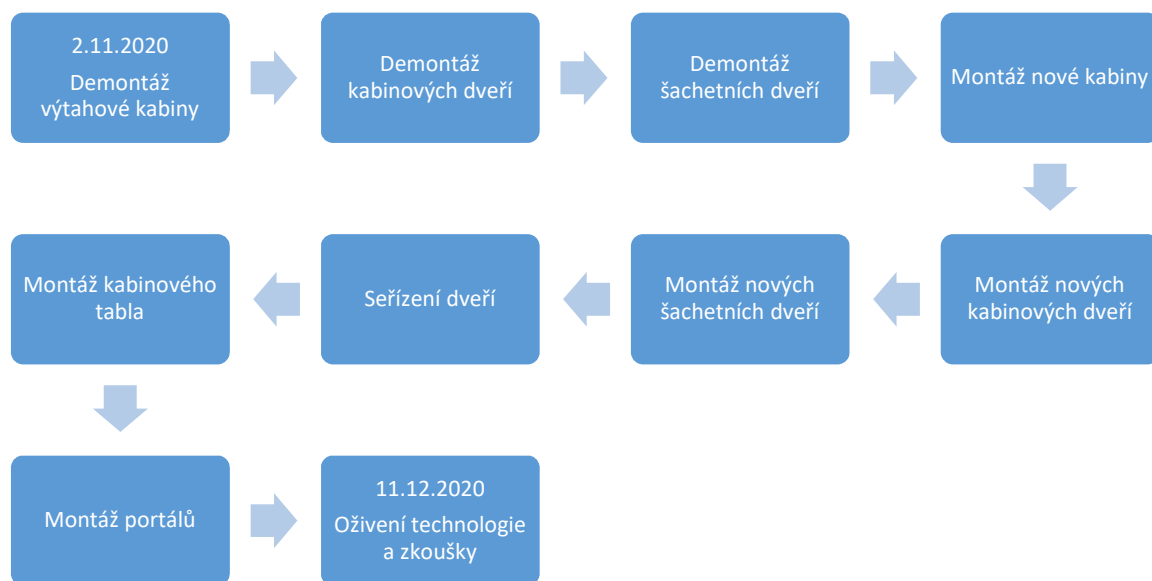 2.11.2020
Demontáž
výtahové kabiny
Demontáž
kabinových dveří
Demontáž
šachetních dveří
Montáž nové kabiny
Montáž nových
kabinových dveří
Montáž nových
šachetních dveří
Seřízení dveří
Montáž kabinového
tabla
Montáž portálů
11.12.2020
Oživení technologie
a zkoušky